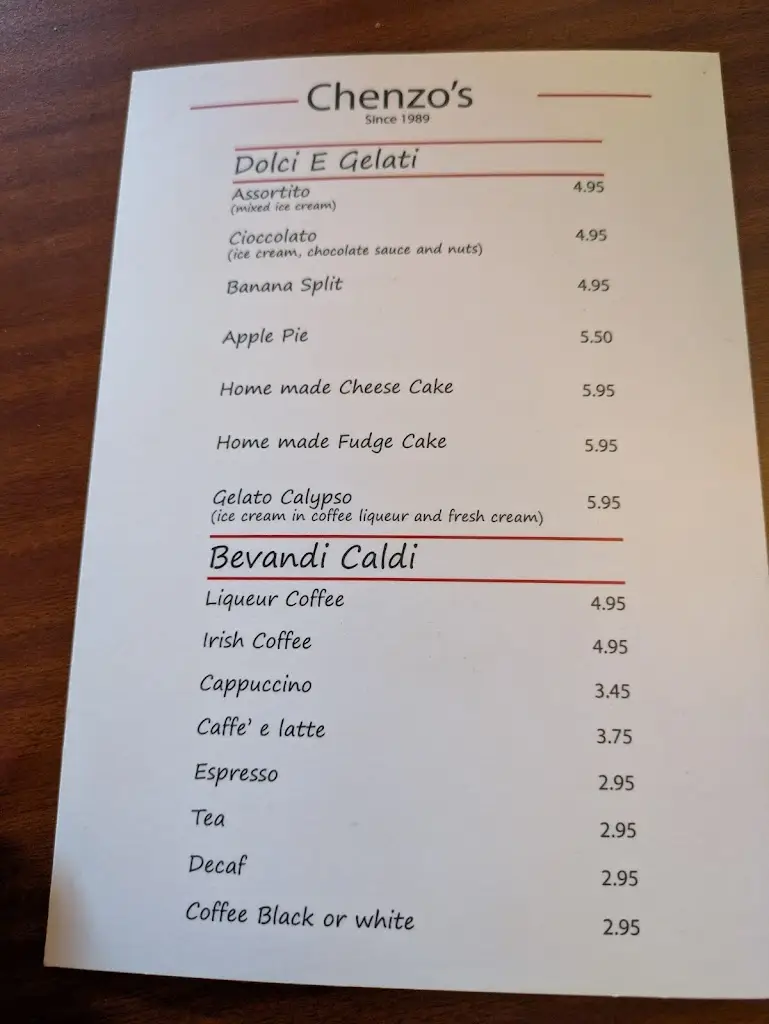 Chenzo's
Since 1989
Dolci E Gelati
Assortito 4.95
(mixed ice cream)
Cioccolato 4.95
(ice cream, chocolate sauce and nuts)
Banana Split 4.95
Apple Pie 5.50
Home made Cheese Cake 5.95
Home made Fudge Cake 5.95
Gelato Calypso 5.95
(ice cream in coffee liqueur and fresh cream)
Bevandi Caldi
Liqueur Coffee 4.95
Irish Coffee 4.95
Cappuccino 3.45
Caffe' e latte 3.75
Espresso 2.95
Tea 2.95
Decaf 2.95
Coffee Black or white 2.95